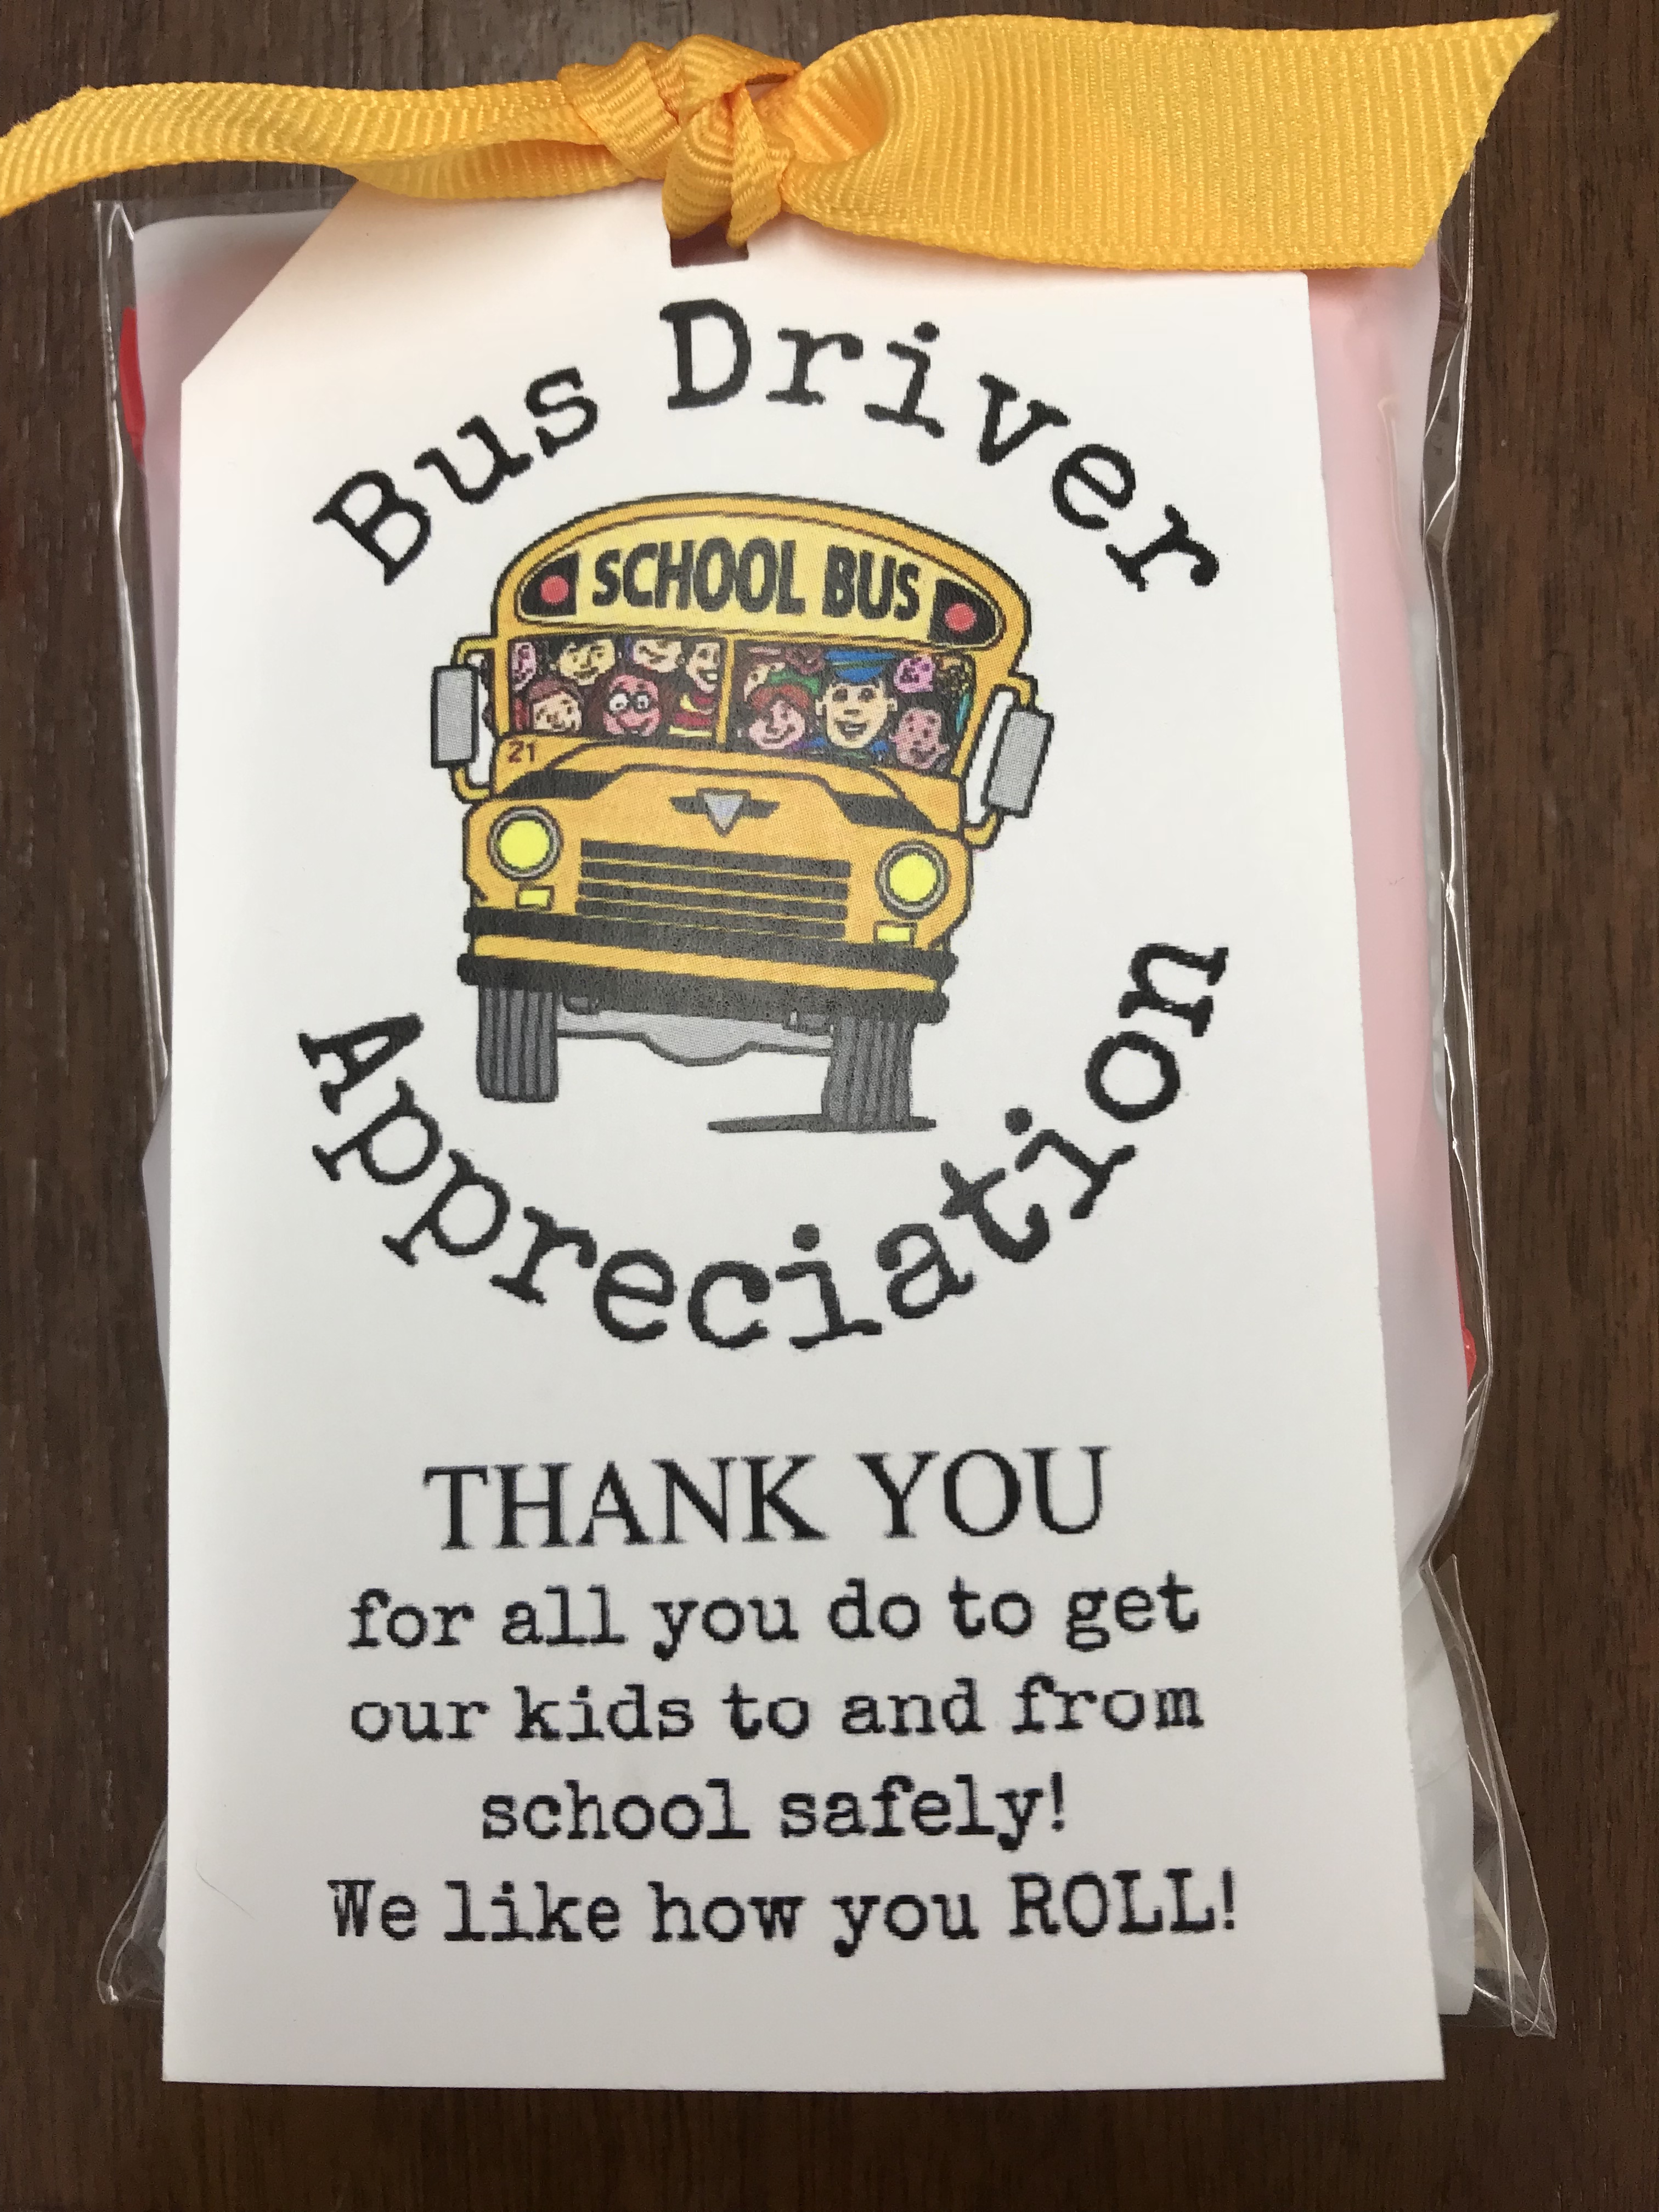 Bus Driver
SCHOOL BUS
21
Appreciation
THANK YOU
for all you do to get
our kids to and from
school safely!
We like how you ROLL!